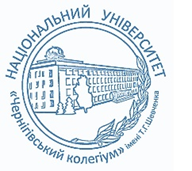 НАЦІОНАЛЬНИЙ УНІВЕРСИТЕТ
«Чернігівський колегіум» імені Т.Г.Шевченка